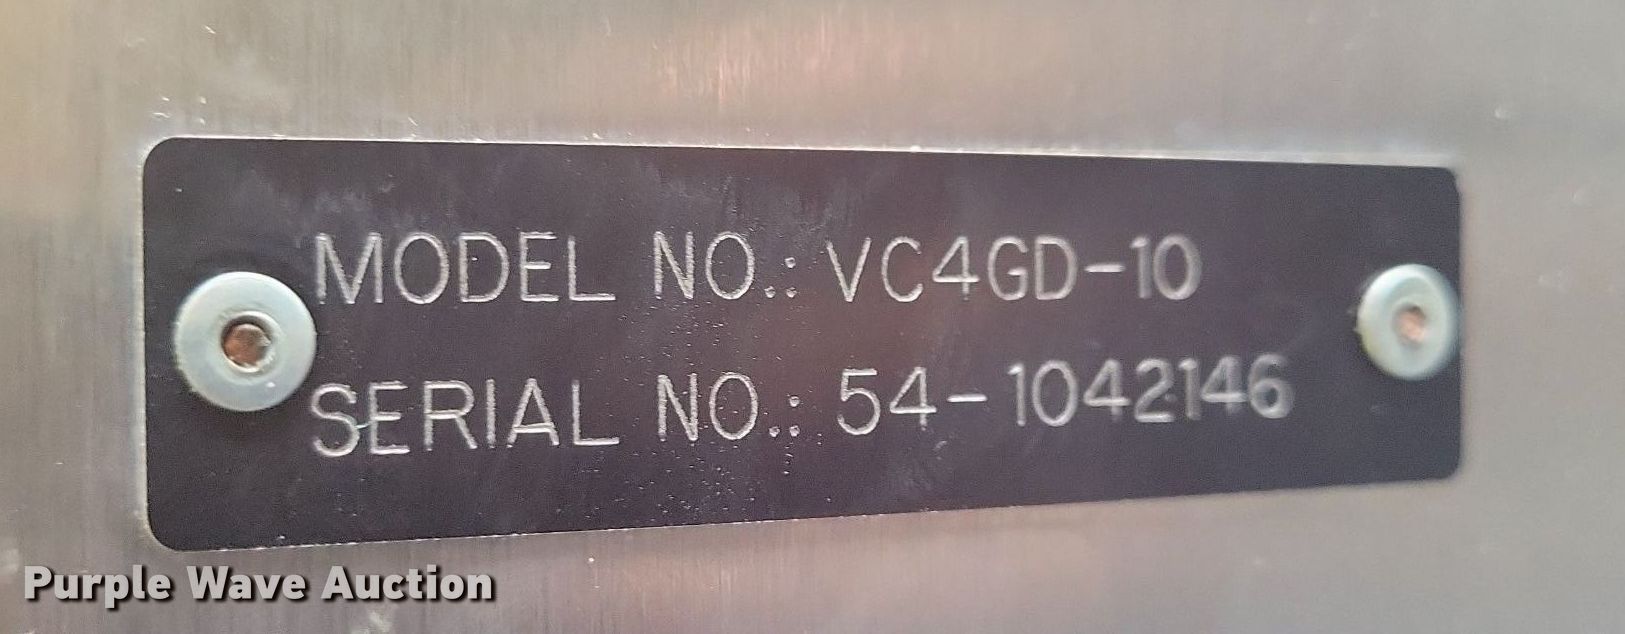 MODEL NO.: VC4GD-10
SERIAL NO.: 54-1042146
Purple Wave Auction